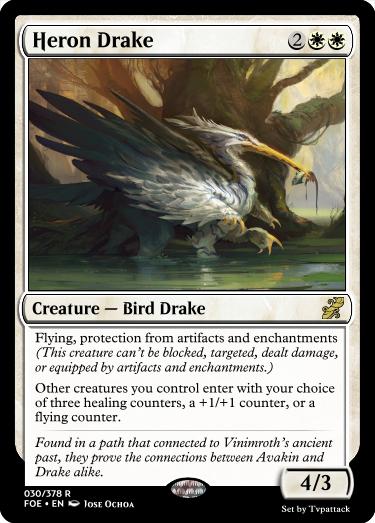 Heron Drake 2
Creature — Bird Drake
Flying, protection from artifacts and enchantments
(This creature can't be blocked, targeted, dealt damage,
or equipped by artifacts and enchantments.)
Other creatures you control enter with your choice
of three healing counters, a +1/+1 counter, or a
flying counter.
Found in a path that connected to Vinimroth's ancient
past, they prove the connections between Avakin and
Drake alike.
4/3
030/378 R
FOE • EN Jose Ochoa
Set by Tvpattack